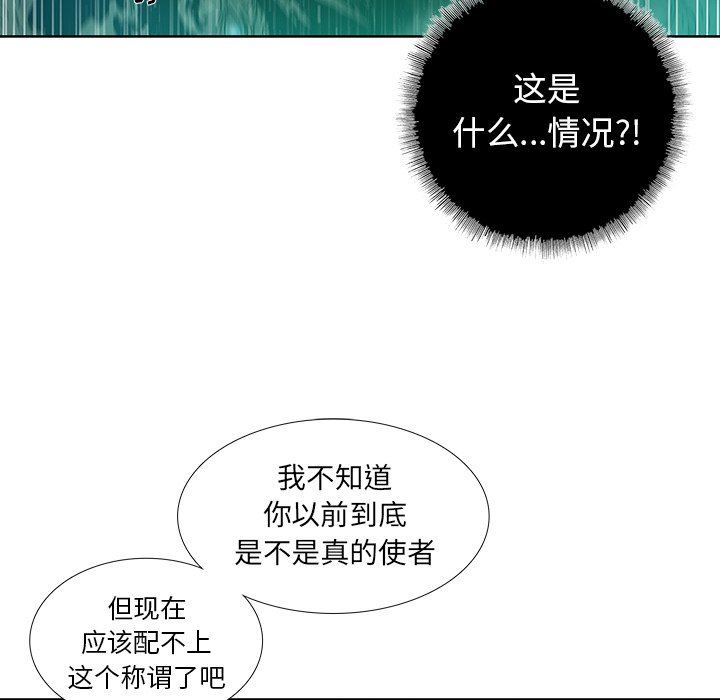 这是
什么...情况?!
我不知道
你以前到底
是不是真的使者
但现在
应该配不上
这个称谓了吧